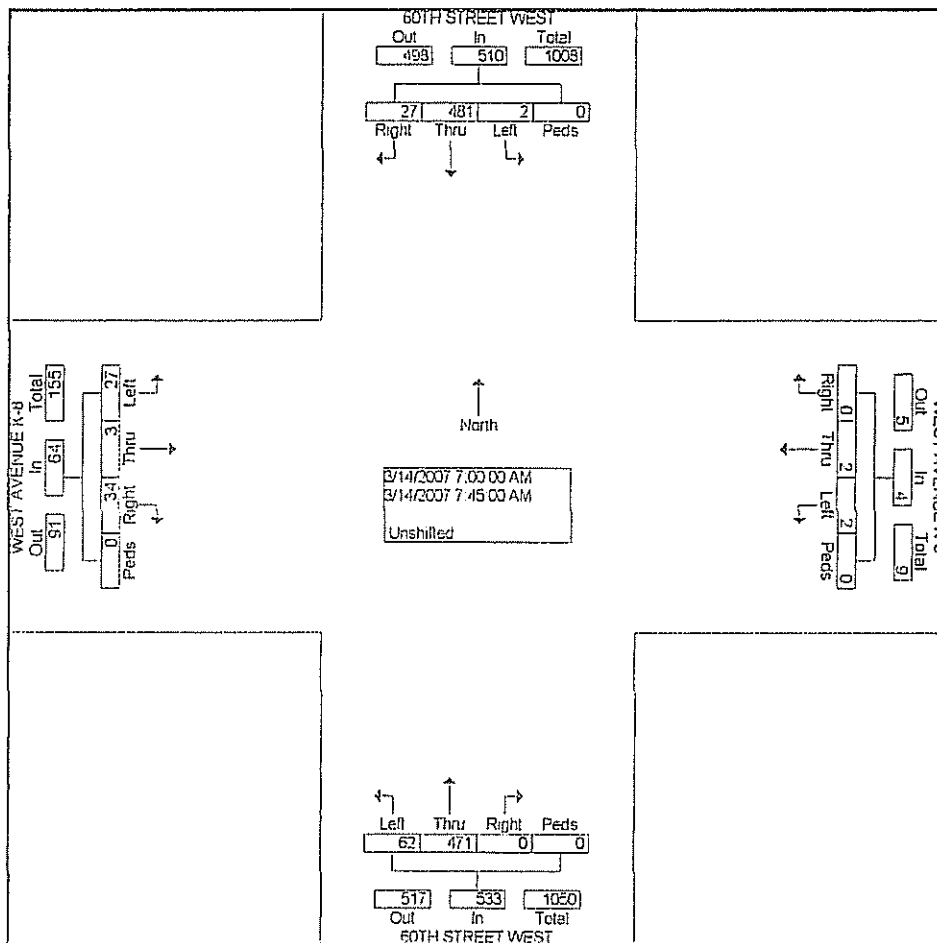 60TH STREET WEST
Out In Total
498 510 1008
27 481 2 0
Right Thru Left Peds
WEST AVENUE K-8
Total In Out
155 64 91
27 3 34 0
Left Thru Right Peds
North
3/14/2007 7:00:00 AM
3/14/2007 7:45:00 AM
Unshifted
Right Thru Left Peds
0 2 2 0
Out In Total
5 4 9
Left Thru Right Peds
62 471 0 0
517 533 1050
Out In Total
60TH STREET WEST